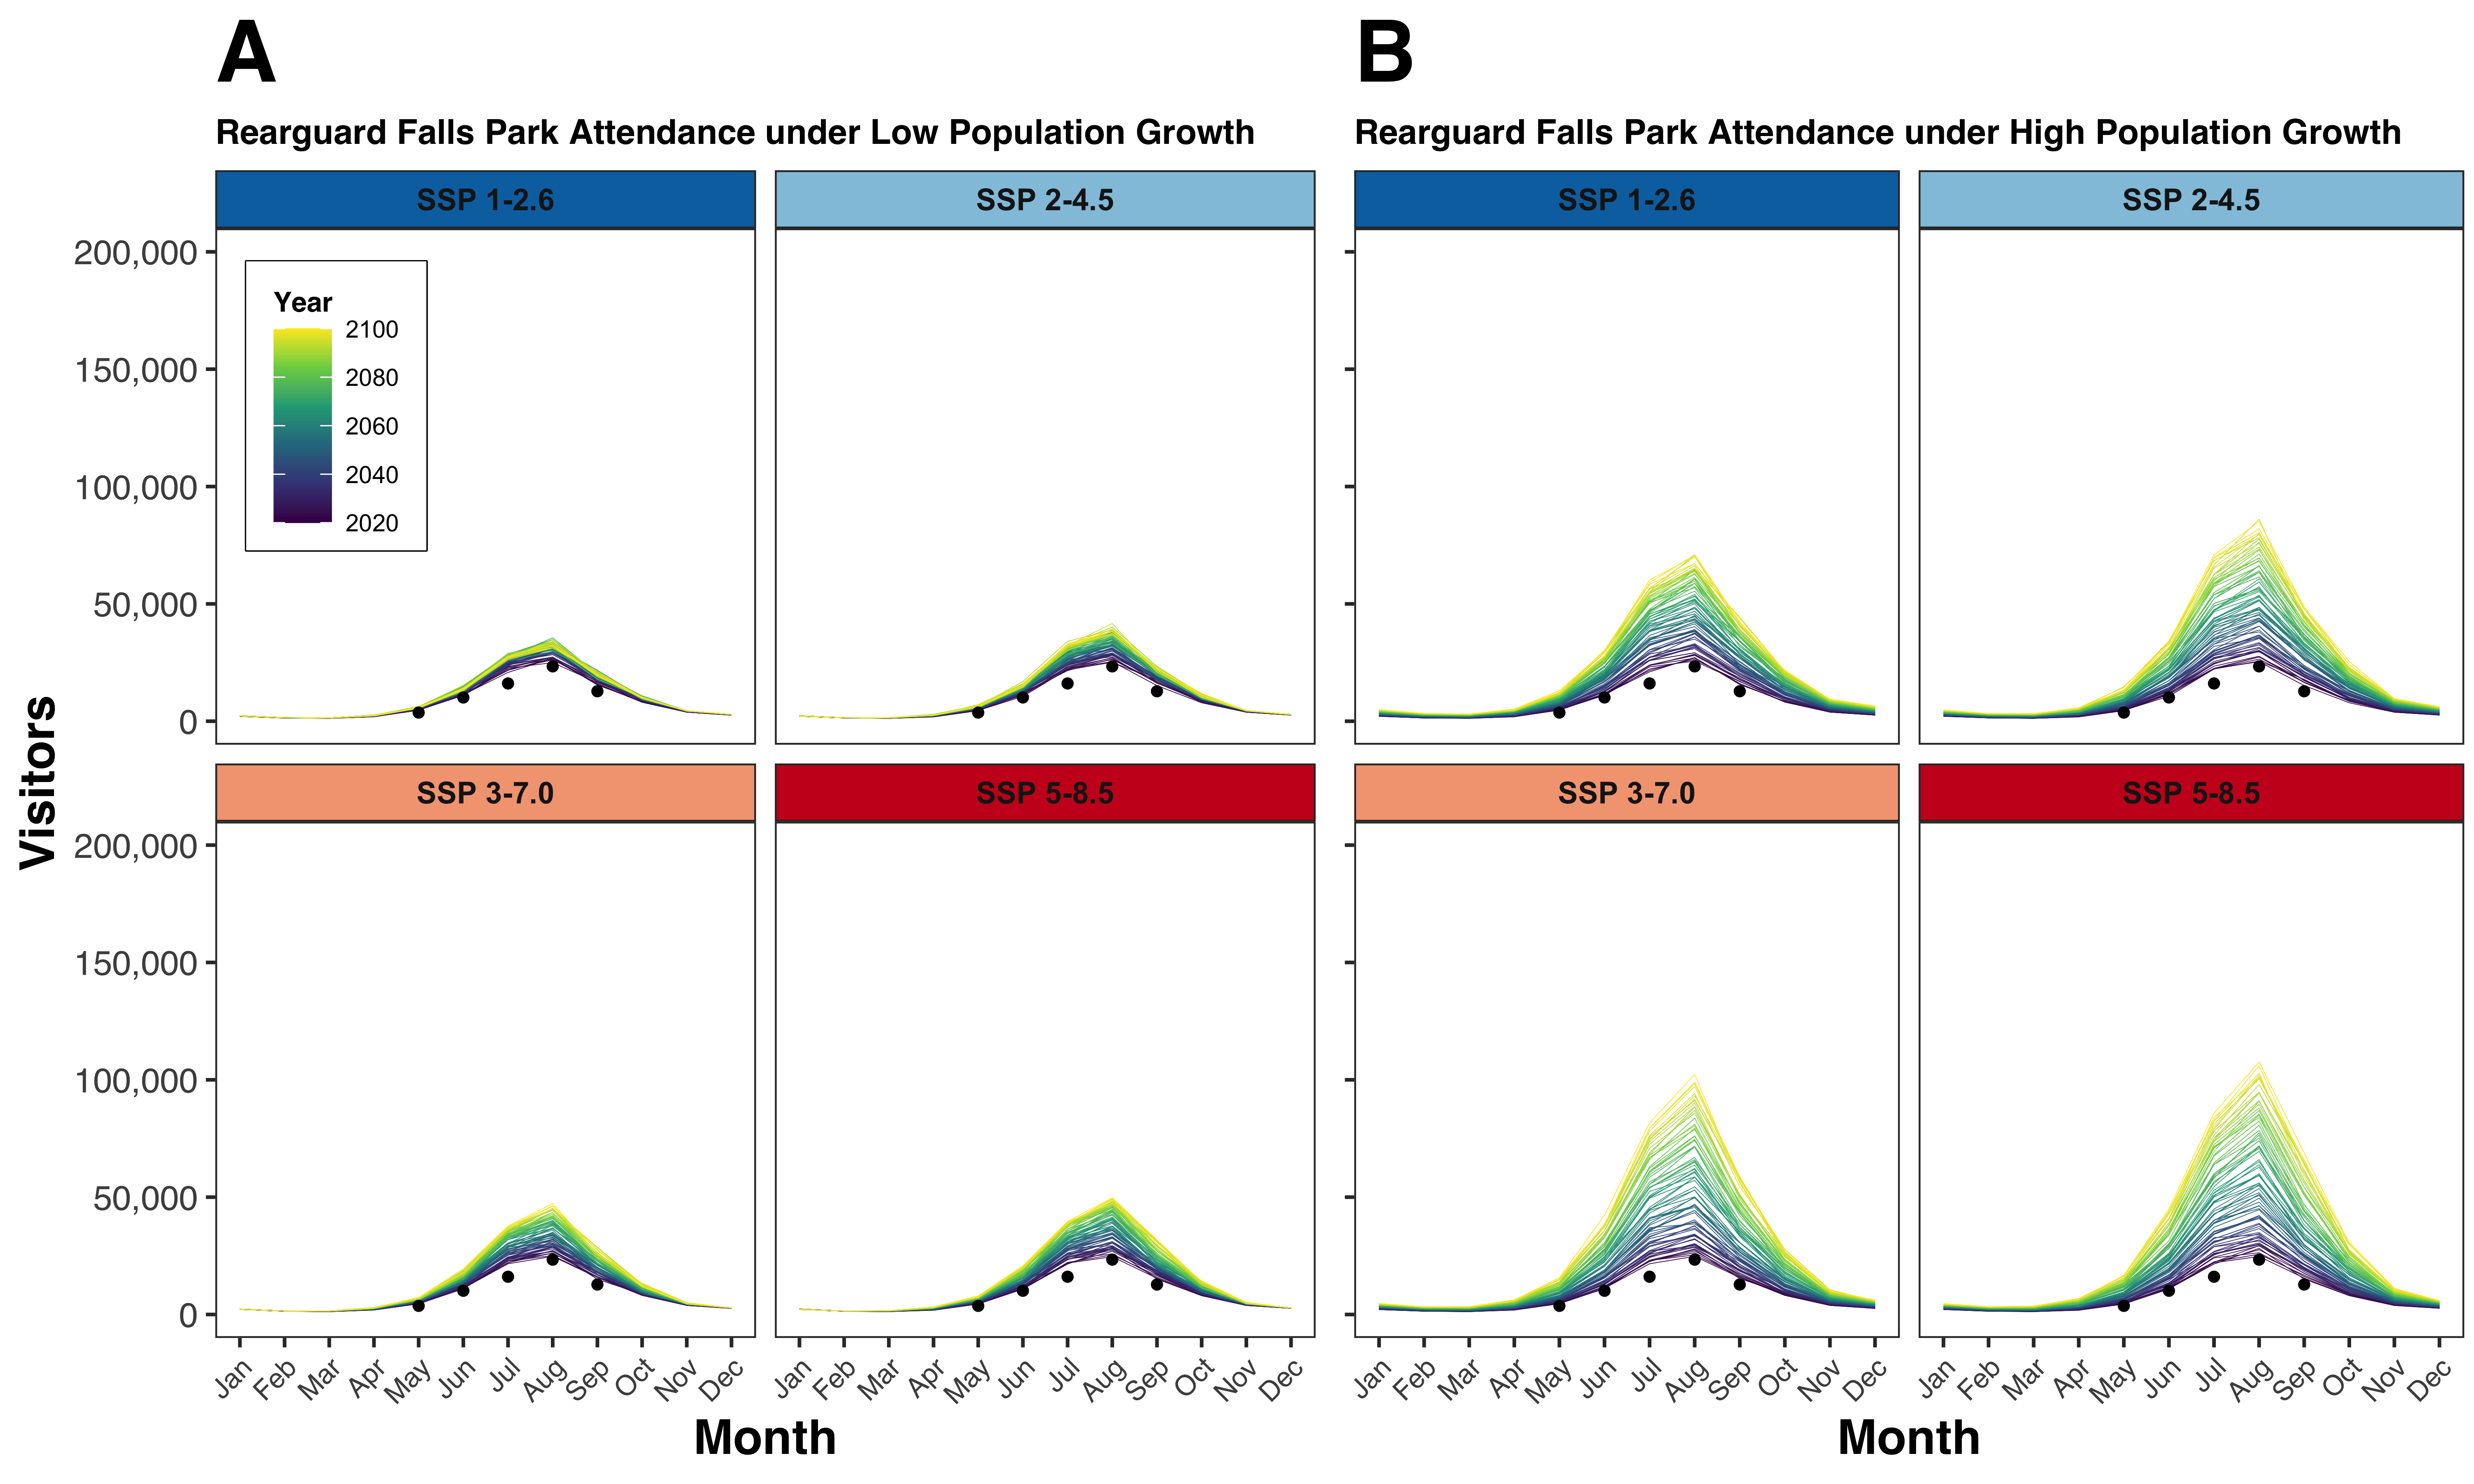 A
B
Rearguard Falls Park Attendance under Low Population Growth
Rearguard Falls Park Attendance under High Population Growth
SSP 1-2.6
SSP 2-4.5
SSP 1-2.6
SSP 2-4.5
200,000
150,000
100,000
50,000
0
Year
2100
2080
2060
2040
2020
Visitors
SSP 3-7.0
SSP 5-8.5
SSP 3-7.0
SSP 5-8.5
200,000
150,000
100,000
50,000
0
Jan Feb Mar Apr May Jun Jul Aug Sep Oct Nov Dec
Jan Feb Mar Apr May Jun Jul Aug Sep Oct Nov Dec
Jan Feb Mar Apr May Jun Jul Aug Sep Oct Nov Dec
Jan Feb Mar Apr May Jun Jul Aug Sep Oct Nov Dec
Month
Month